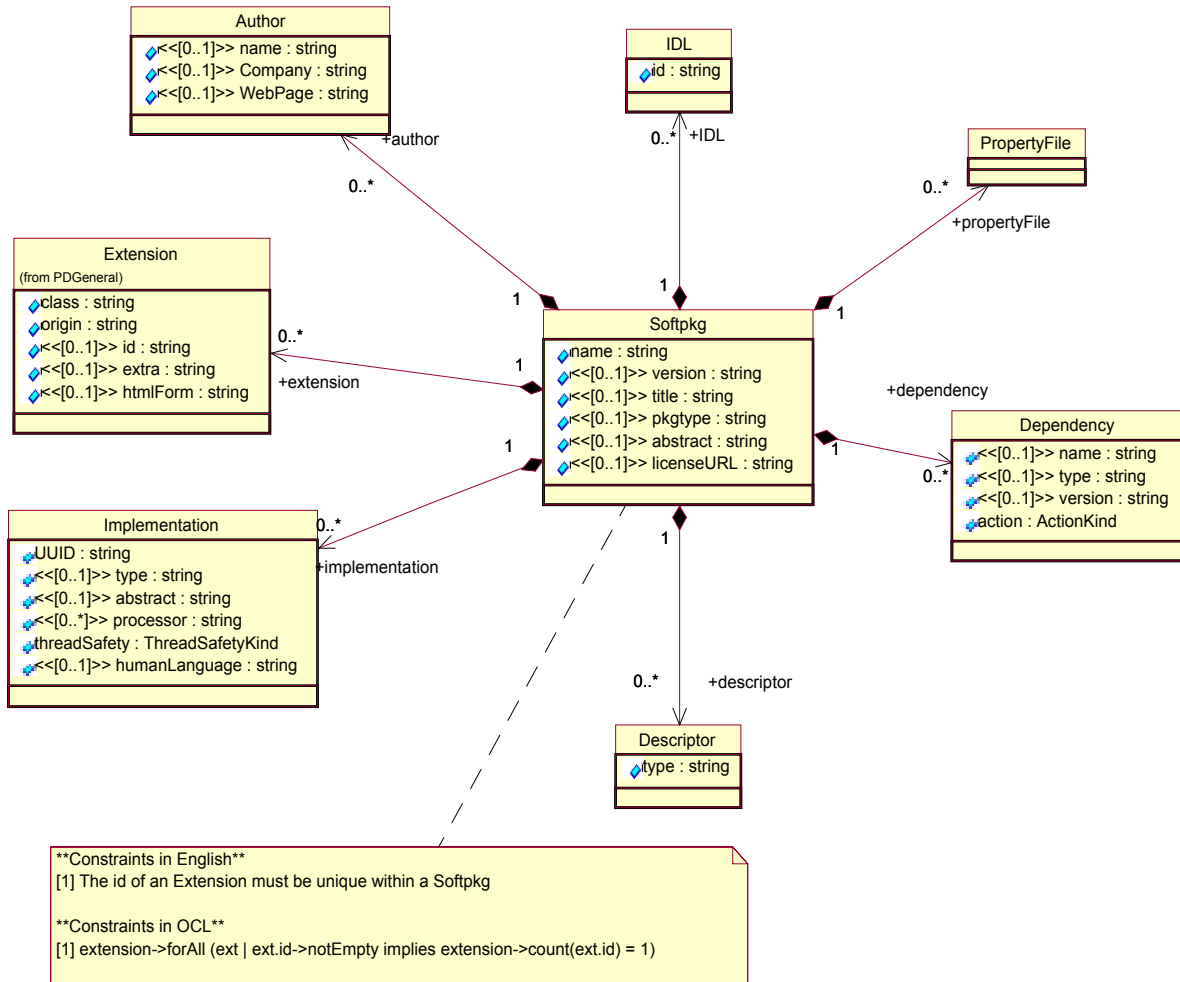 Author
<<[0..1]>> name : string
<<[0..1]>> Company : string
<<[0..1]>> WebPage : string
IDL
id : string
+author
0..*
0..*
+IDL
PropertyFile
0..*
+propertyFile
Extension
(from PDGeneral)
class : string
origin : string
<<[0..1]>> id : string
<<[0..1]>> extra : string
<<[0..1]>> htmlForm : string
0..*
+extension
1
1
1
1
Softpkg
name : string
<<[0..1]>> version : string
<<[0..1]>> title : string
<<[0..1]>> pkgtype : string
<<[0..1]>> abstract : string
<<[0..1]>> licenseURL : string
+dependency
1
0..*
Dependency
<<[0..1]>> name : string
<<[0..1]>> type : string
<<[0..1]>> version : string
action : ActionKind
1
0..*
+implementation
Implementation
UUID : string
<<[0..1]>> type : string
<<[0..1]>> abstract : string
<<[0..*]>> processor : string
threadSafety : ThreadSafetyKind
<<[0..1]>> humanLanguage : string
1
0..*
+descriptor
Descriptor
type : string
**Constraints in English**
[1] The id of an Extension must be unique within a Softpkg
**Constraints in OCL**
[1] extension->forAll (ext | ext.id->notEmpty implies extension->count(ext.id) = 1)